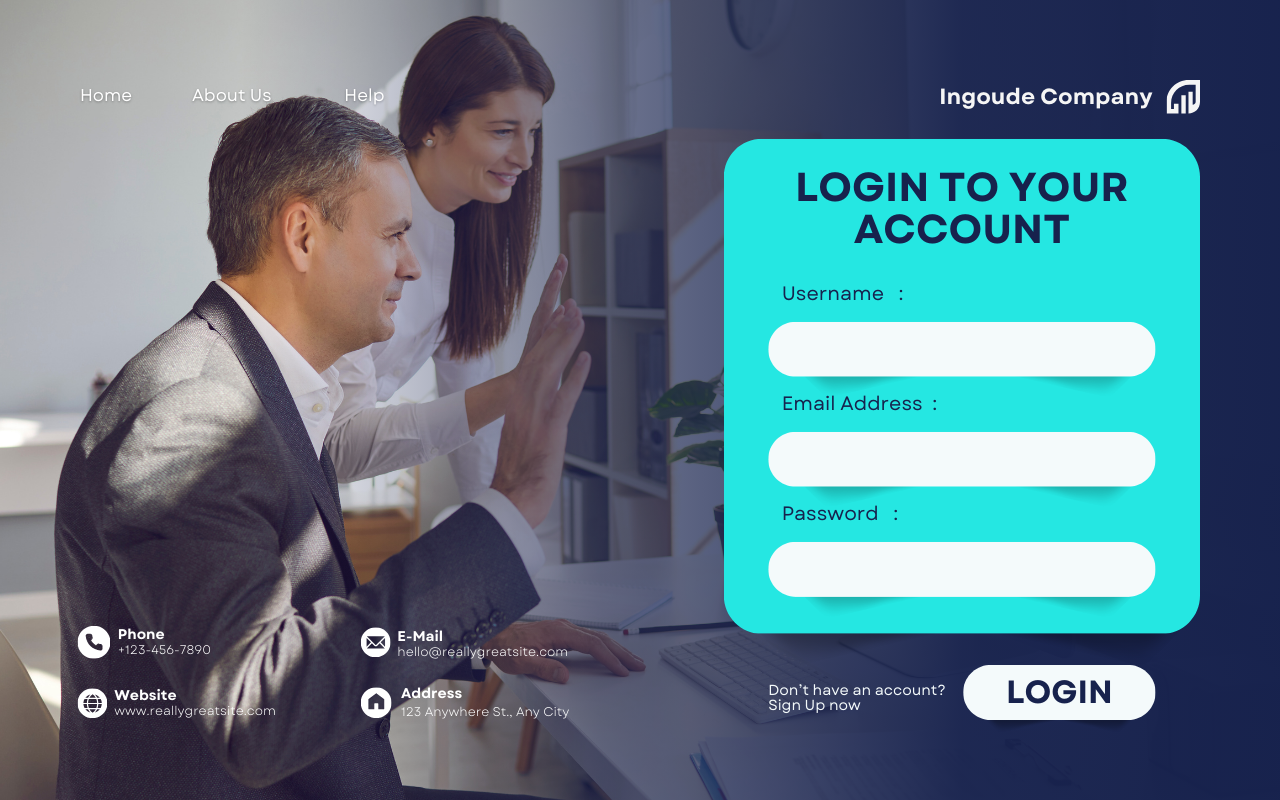 Home About Us Help
Ingoude Company
LOGIN TO YOUR
ACCOUNT
Username :
Email Address :
Password :
Phone
+123-456-7890
E-Mail
hello@reallygreatsite.com
Website
www.reallygreatsite.com
Address
123 Anywhere St., Any City
Don't have an account?
Sign Up now
LOGIN